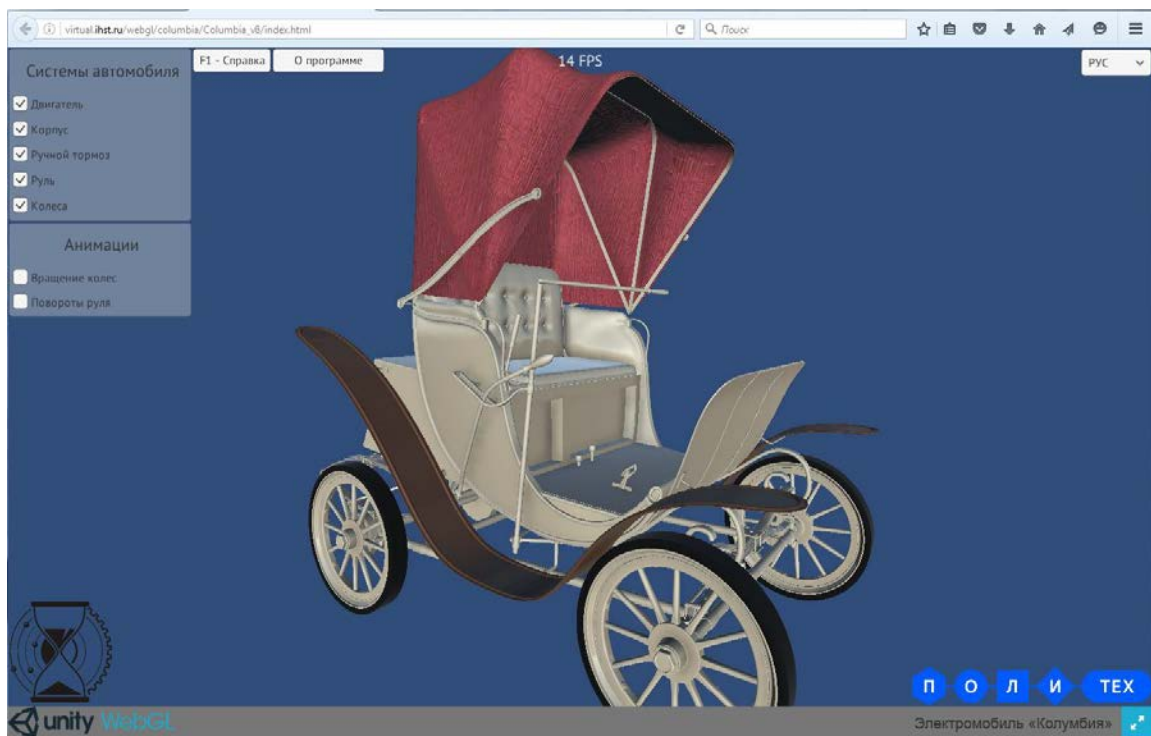 virtual.ihst.ru/webgl/columbia/Columbia_v8/index.html
Поиск
Системы автомобиля
F1 - Справка
О программе
14 FPS
РУС
Двигатель
Корпус
Ручной тормоз
Руль
Колеса
Анимации
Вращение колес
Повороты руля
П О Л И ТЕХ
unity WebGL
Электромобиль «Колумбия»